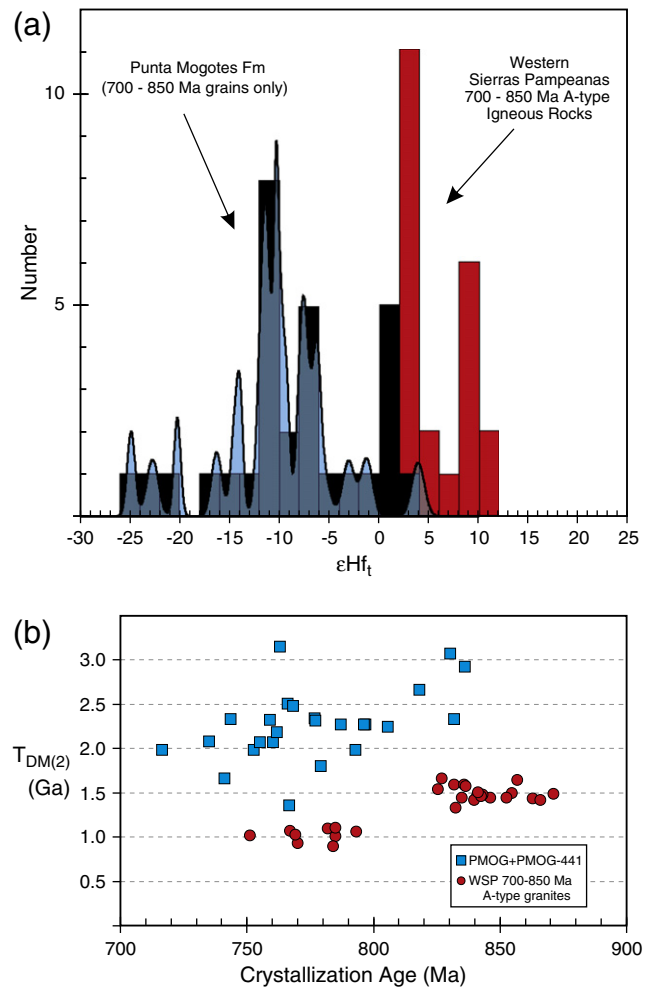 (a)
Punta Mogotes Fm
(700 - 850 Ma grains only)
Western
Sierras Pampeanas
700 - 850 Ma A-type
Igneous Rocks
10
5
Number
-30 -25 -20 -15 -10 -5 0 5 10 15 20 25
εHft
(b)
3.0
2.5
2.0
1.5
1.0
0.5
TDM(2)
(Ga)
PMOG+PMOG-441
WSP 700-850 Ma
A-type granites
700 750 800 850 900
Crystallization Age (Ma)